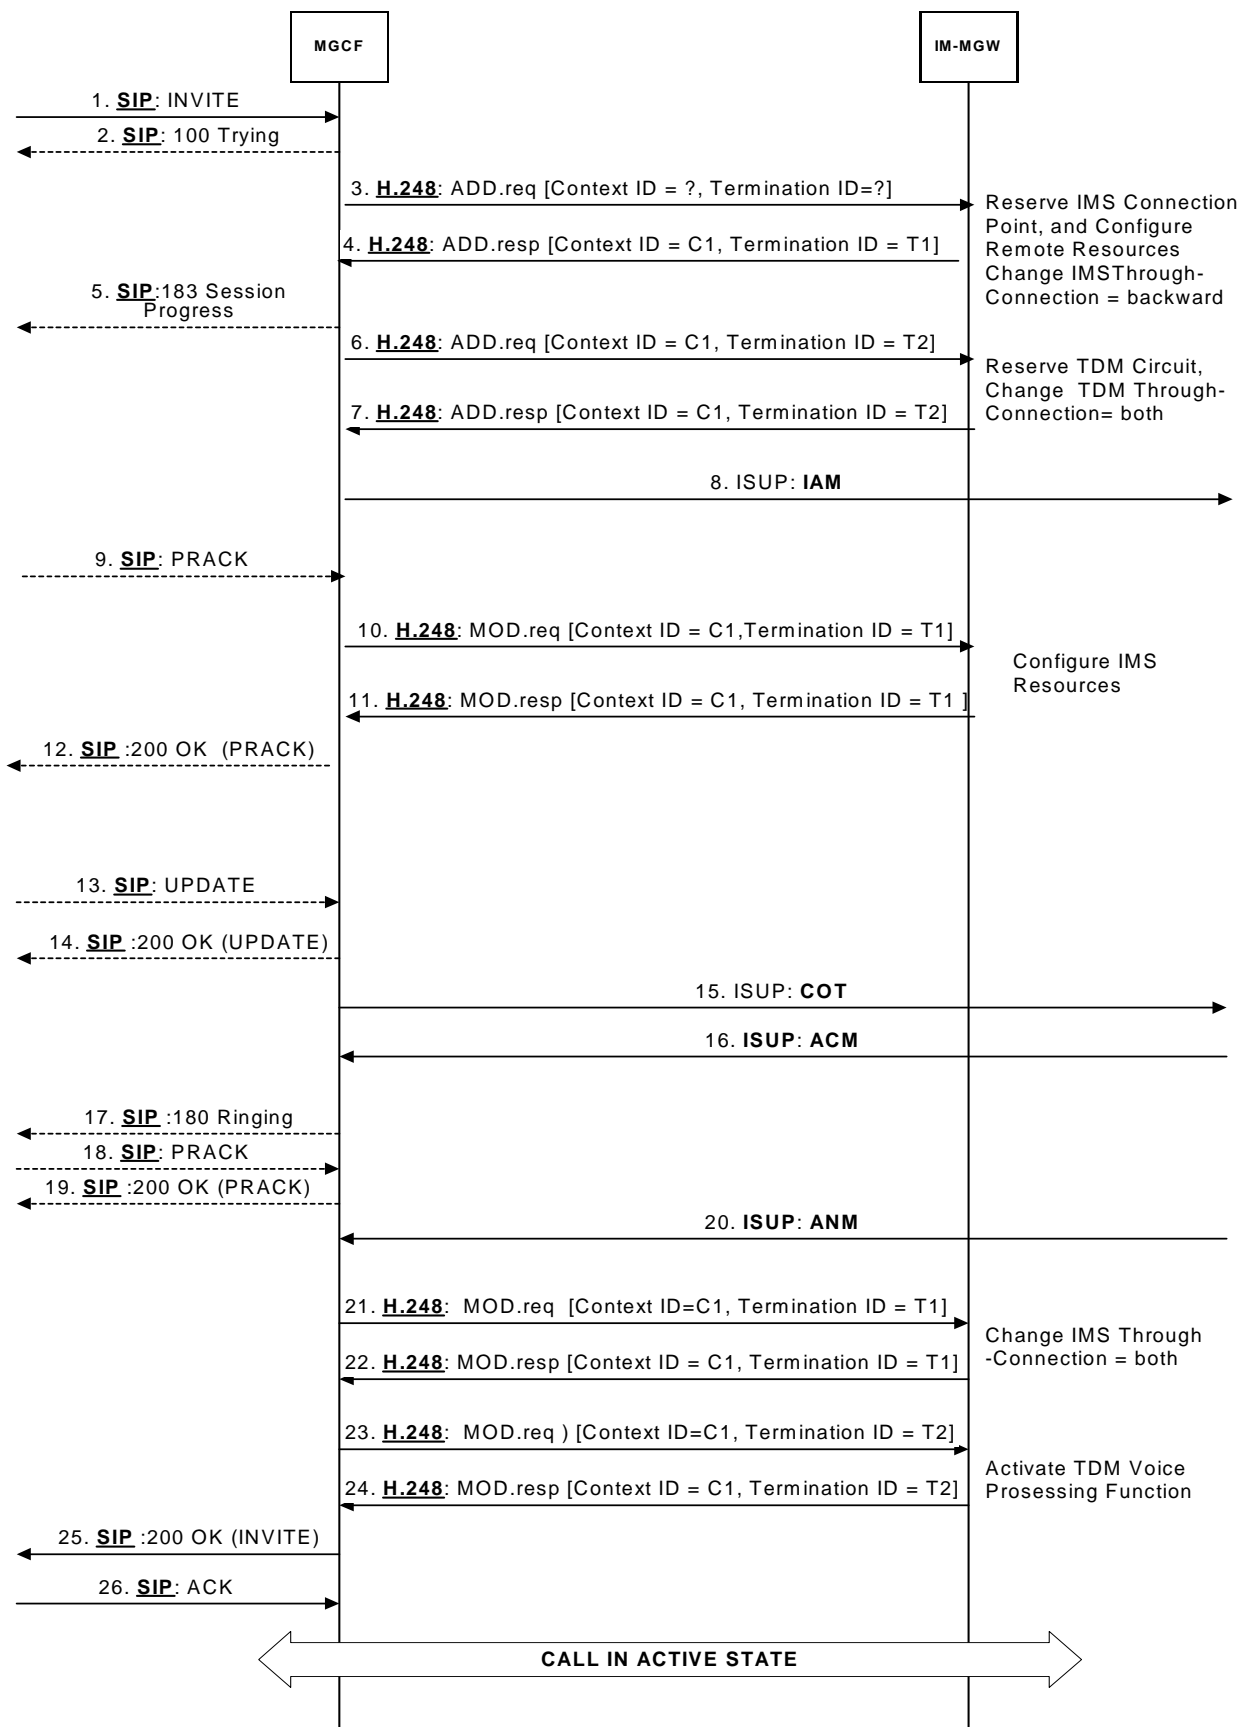 MGCF
IM-MGW
1. SIP: INVITE
2. SIP: 100 Trying
3. H.248: ADD.req [Context ID = ?, Termination ID=?]
Reserve IMS Connection
Point, and Configure
Remote Resources
Change IMSThrough-
Connection = backward
4. H.248: ADD.resp [Context ID = C1, Termination ID = T1]
5. SIP:183 Session
Progress
6. H.248: ADD.req [Context ID = C1, Termination ID = T2]
Reserve TDM Circuit,
Change TDM Through-
Connection= both
7. H.248: ADD.resp [Context ID = C1, Termination ID = T2]
8. ISUP: IAM
9. SIP: PRACK
10. H.248: MOD.req [Context ID = C1,Termination ID = T1]
Configure IMS
Resources
11. H.248: MOD.resp [Context ID = C1, Termination ID = T1 ]
12. SIP :200 OK (PRACK)
13. SIP: UPDATE
14. SIP :200 OK (UPDATE)
15. ISUP: COT
16. ISUP: ACM
17. SIP :180 Ringing
18. SIP: PRACK
19. SIP :200 OK (PRACK)
20. ISUP: ANM
21. H.248: MOD.req [Context ID=C1, Termination ID = T1]
Change IMS Through
-Connection = both
22. H.248: MOD.resp [Context ID = C1, Termination ID = T1]
23. H.248: MOD.req ) [Context ID=C1, Termination ID = T2]
Activate TDM Voice
Prosessing Function
24. H.248: MOD.resp [Context ID = C1, Termination ID = T2]
25. SIP :200 OK (INVITE)
26. SIP: ACK
CALL IN ACTIVE STATE